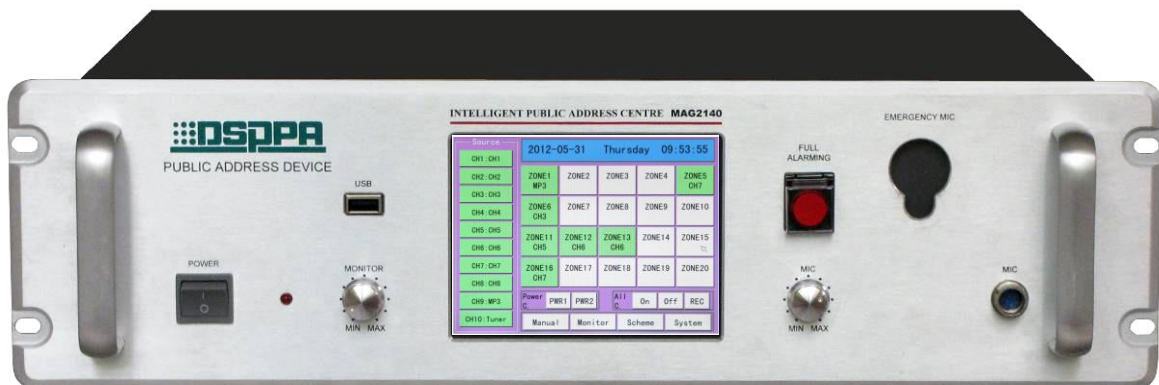 DSPPA
PUBLIC ADDRESS DEVICE
USB
POWER
MONITOR
MIN MAX
INTELLIGENT PUBLIC ADDRESS CENTRE MAG2140
Source
CH1:CH1
CH2:CH2
CH3:CH3
CH4:CH4
CH5:CH5
CH6:CH6
CH7:CH7
CH8:CH8
CH9:MP3
CH10:Tuner
2012-05-31 Thursday 09:53:55
ZONE1 ZONE2 ZONE3 ZONE4 ZONE5
MP3 CH7
ZONE6 ZONE7 ZONE8 ZONE9 ZONE10
CH3
ZONE11 ZONE12 ZONE13 ZONE14 ZONE15
CH5 CH6 CH6
ZONE16 ZONE17 ZONE18 ZONE19 ZONE20
CH7
Power C. PWR1 PWR2 All C. On Off REC
Manual Monitor Scheme System
FULL
ALARMING
MIC
MIN MAX
EMERGENCY MIC
MIC